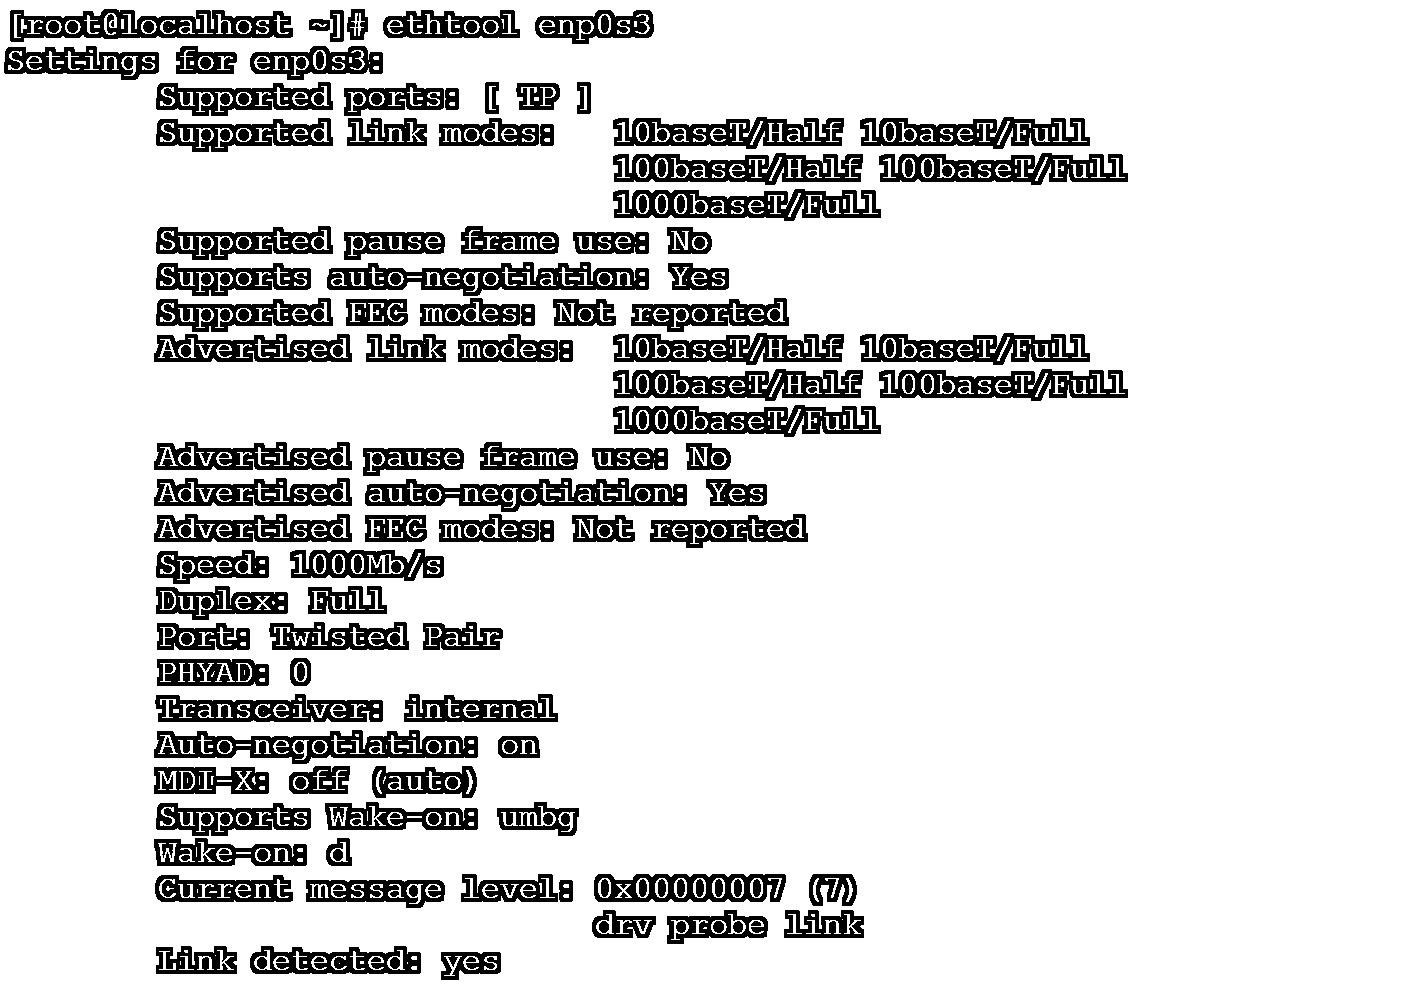 [root@localhost ~]# ethtool enp0s3
Settings for enp0s3:
        Supported ports: [ TP ]
        Supported link modes:   10baseT/Half 10baseT/Full
                                100baseT/Half 100baseT/Full
                                1000baseT/Full
        Supported pause frame use: No
        Supports auto-negotiation: Yes
        Supported FEC modes: Not reported
        Advertised link modes:  10baseT/Half 10baseT/Full
                                100baseT/Half 100baseT/Full
                                1000baseT/Full
        Advertised pause frame use: No
        Advertised auto-negotiation: Yes
        Advertised FEC modes: Not reported
        Speed: 1000Mb/s
        Duplex: Full
        Port: Twisted Pair
        PHYAD: 0
        Transceiver: internal
        Auto-negotiation: on
        MDI-X: off (auto)
        Supports Wake-on: umbg
        Wake-on: d
        Current message level: 0x00000007 (7)
                               drv probe link
        Link detected: yes